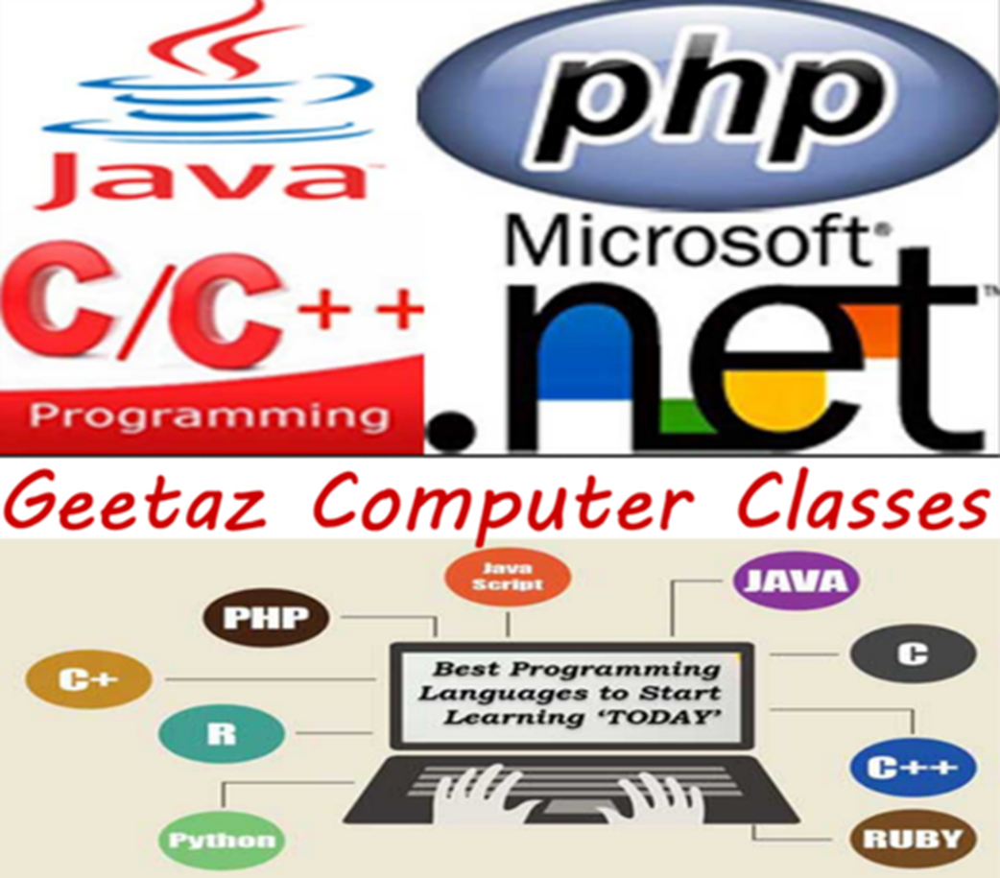 Java™
php
Microsoft®
.net™
C/C++
Programming
Geetaz Computer Classes
Java
Script
JAVA
PHP
C
C+
Best Programming
Languages to Start
Learning ‘TODAY’
R
C++
Python
RUBY